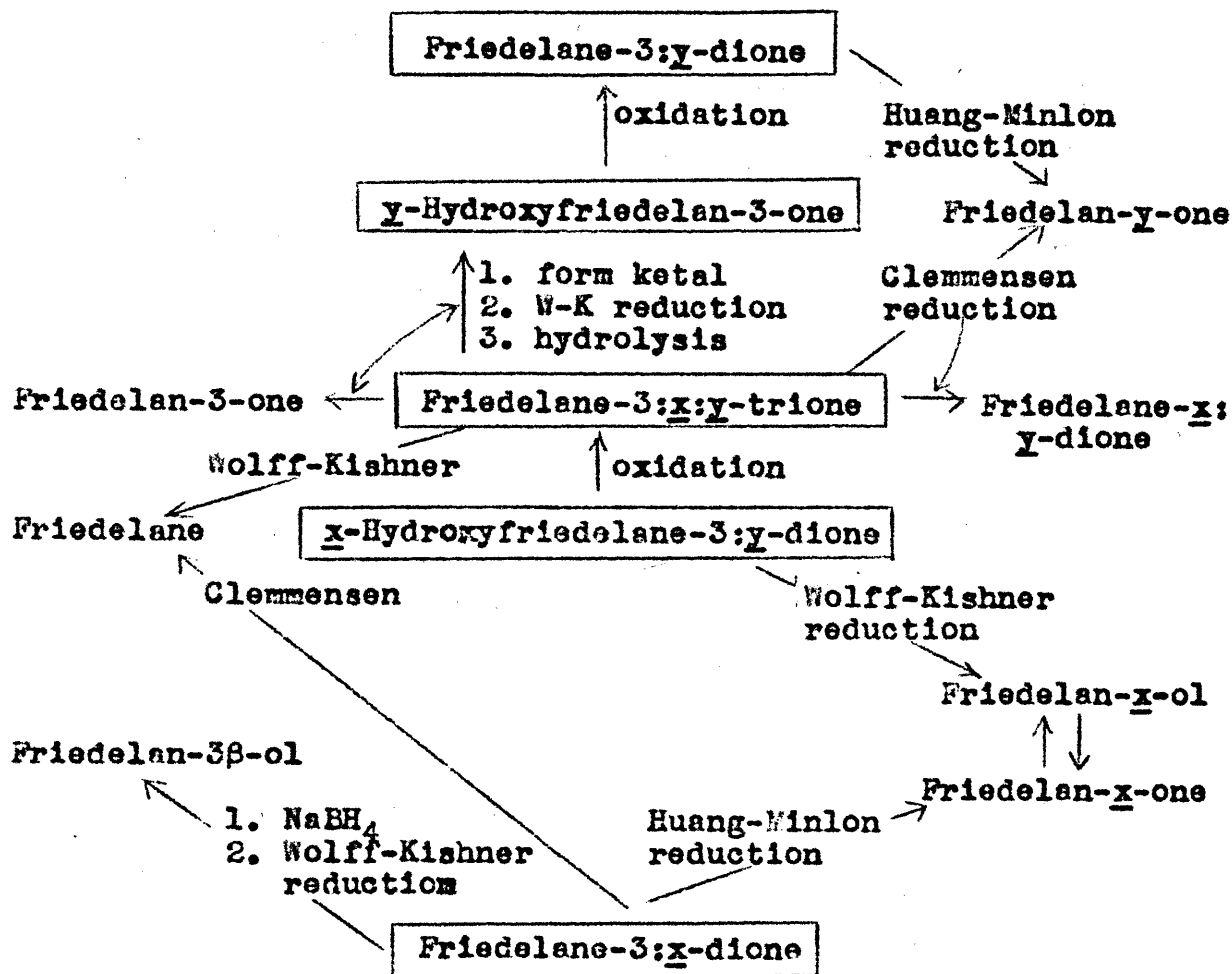 Friedelane-3:y-dione
oxidation
Huang-Minlon
reduction
y-Hydroxyfriedelan-3-one
Friedelan-y-one
1. form ketal
2. W-K reduction
3. hydrolysis
Clemmensen
reduction
Friedelan-3-one
Friedelane-3:x:y-trione
Friedelane-x:
y-dione
Wolff-Kishner
oxidation
Friedelane
x-Hydroxyfriedelane-3:y-dione
Clemmensen
Wolff-Kishner
reduction
Friedelan-x-ol
Friedelan-3β-ol
Friedelan-x-one
1. NaBH4
2. Wolff-Kishner
reductiom
Huang-Minlon
reduction
Friedelane-3:x-dione